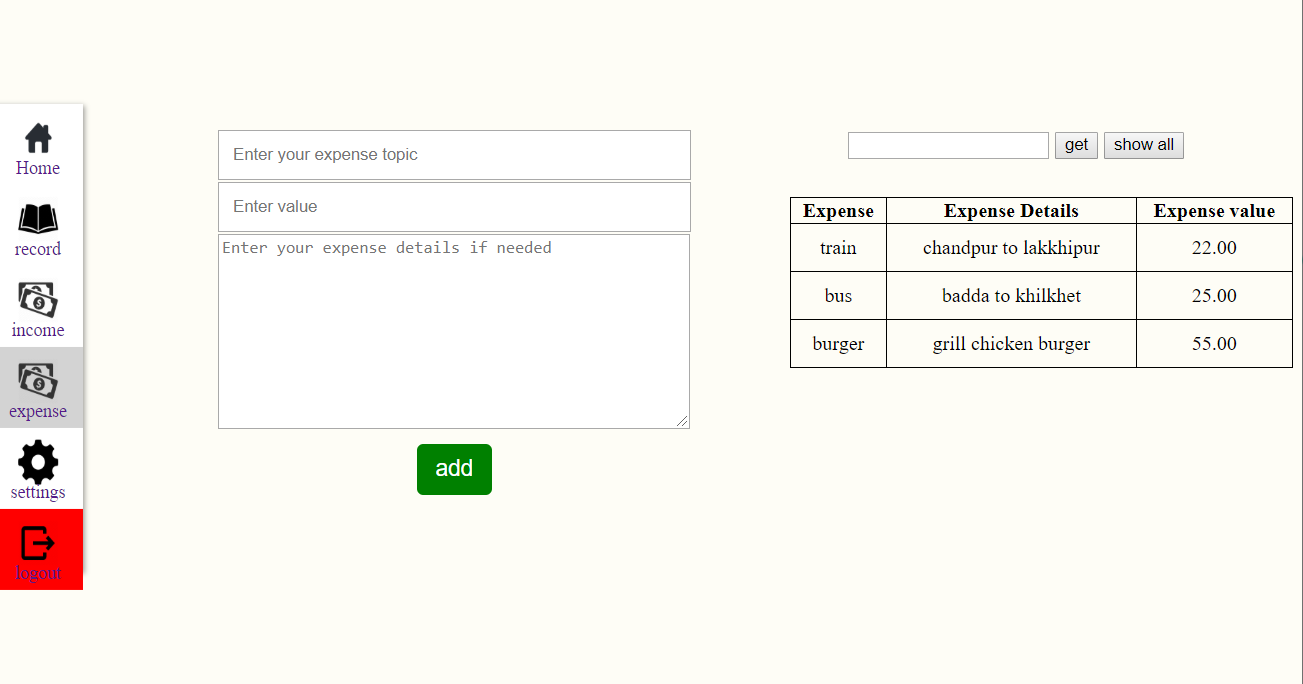 Home
record
income
expense
settings
logout
Enter your expense topic
Enter value
Enter your expense details if needed
add
get show all
Expense Expense Details Expense value
train chandpur to lakkhipur 22.00
bus badda to khilkhet 25.00
burger grill chicken burger 55.00